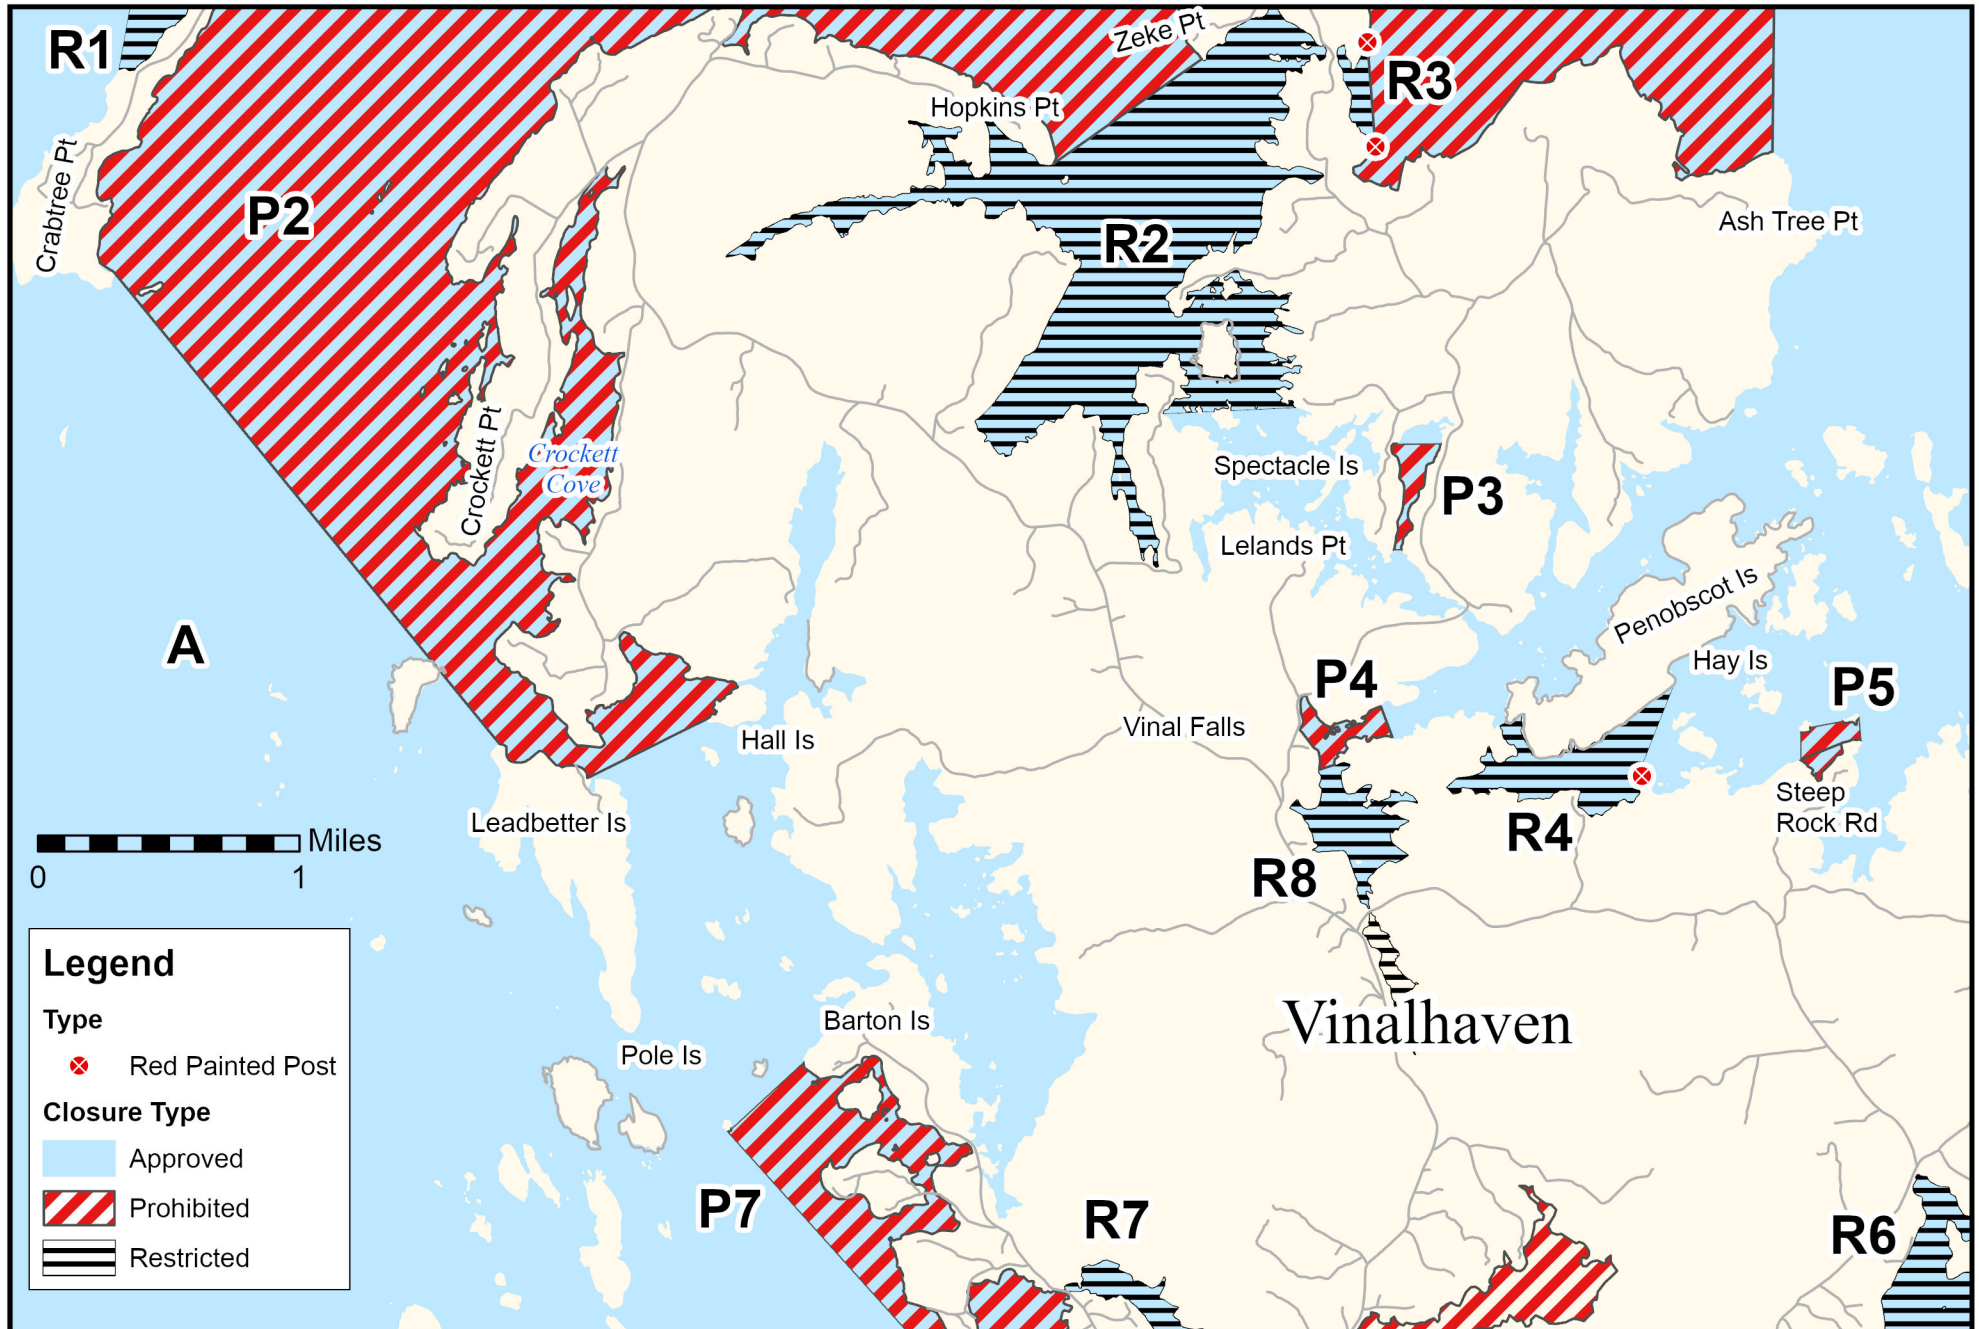 R1
Zeke Pt
R3
Hopkins Pt
Crabtree Pt
P2
Ash Tree Pt
R2
Crockett Pt
Crockett
Cove
Spectacle Is
P3
Lelands Pt
Penobscot Is
A
Hay Is
P4
P5
Vinal Falls
Hall Is
Steep
Rock Rd
Leadbetter Is
R4
Miles
0 1
R8
Legend
Type
Red Painted Post
Closure Type
Approved
Prohibited
Restricted
Vinalhaven
Barton Is
Pole Is
P7
R7
R6